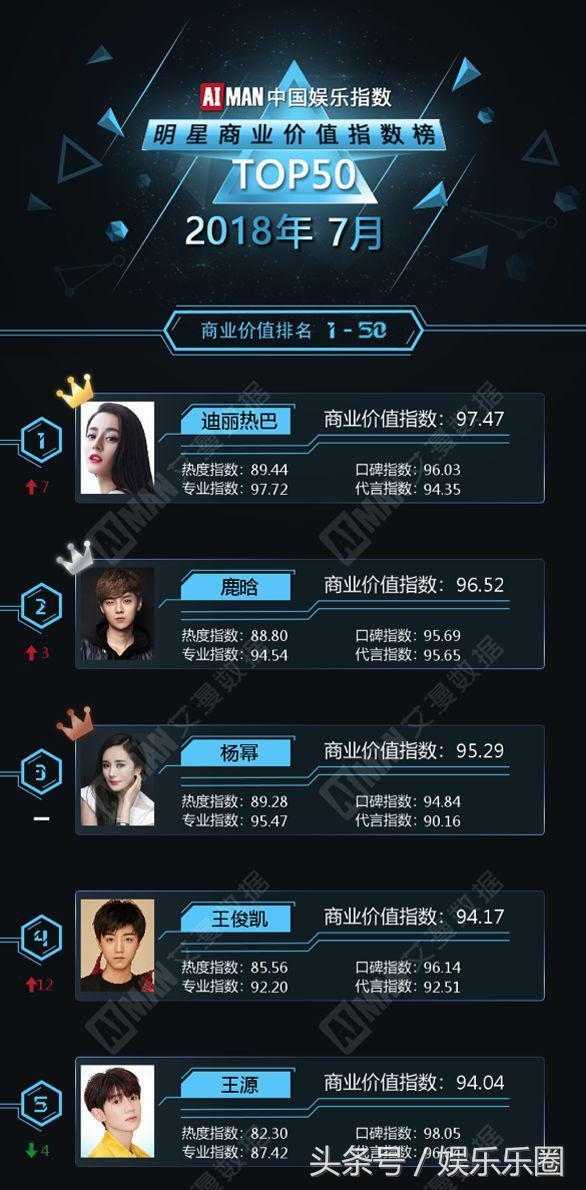 AI MAN 中国娱乐指数
明星商业价值指数榜
TOP50
2018年 7月
商业价值排名 1-50
1
迪丽热巴
商业价值指数：97.47
热度指数：89.44 口碑指数：96.03
专业指数：97.72 代言指数：94.35
7
2
鹿晗
商业价值指数：96.52
热度指数：88.80 口碑指数：95.69
专业指数：94.54 代言指数：95.65
3
3
杨幂
商业价值指数：95.29
热度指数：89.28 口碑指数：94.84
专业指数：95.47 代言指数：90.16
4
王俊凯
商业价值指数：94.17
热度指数：85.56 口碑指数：96.14
专业指数：92.20 代言指数：92.51
12
5
王源
商业价值指数：94.04
热度指数：82.30 口碑指数：98.05
专业指数：87.42
4
头条号 / 娱乐乐圈
AIMAN艾曼数据